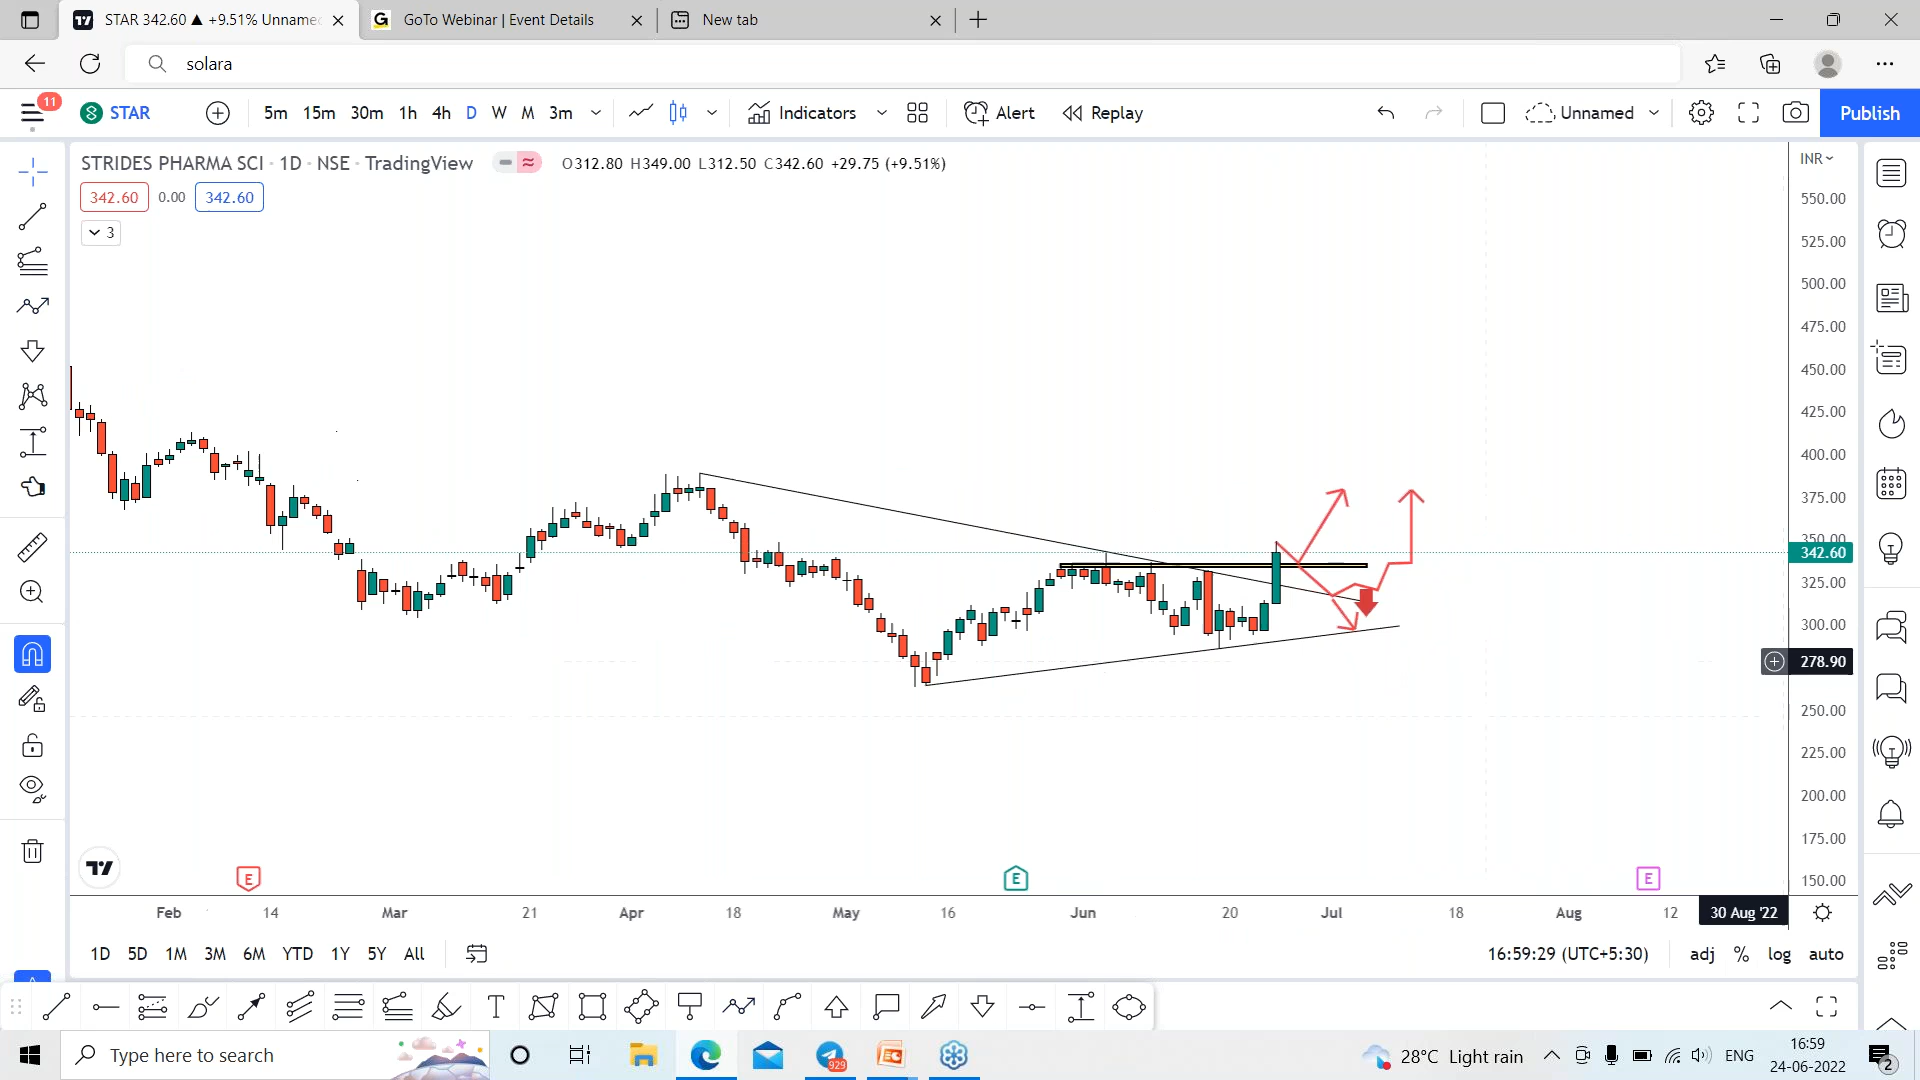 STAR 342.60 ▲ +9.51% Unname
GoTo Webinar | Event Details
New tab
solara
11
STAR
5m 15m 30m 1h 4h D W M 3m
Indicators
Alert
Replay
Unnamed
Publish
STRIDES PHARMA SCI · 1D · NSE · TradingView
O312.80 H349.00 L312.50 C342.60 +29.75 (+9.51%)
INR
342.60 0.00 342.60
3
550.00
525.00
500.00
475.00
450.00
425.00
400.00
375.00
350.00
342.60
325.00
300.00
278.90
250.00
225.00
200.00
175.00
150.00
E E E
Feb 14 Mar 21 Apr 18 May 16 Jun 20 Jul 18 Aug 12 30 Aug '22
1D 5D 1M 3M 6M YTD 1Y 5Y All
16:59:29 (UTC+5:30) adj % log auto
T
Type here to search
929
28°C Light rain
ENG
16:59
24-06-2022
2